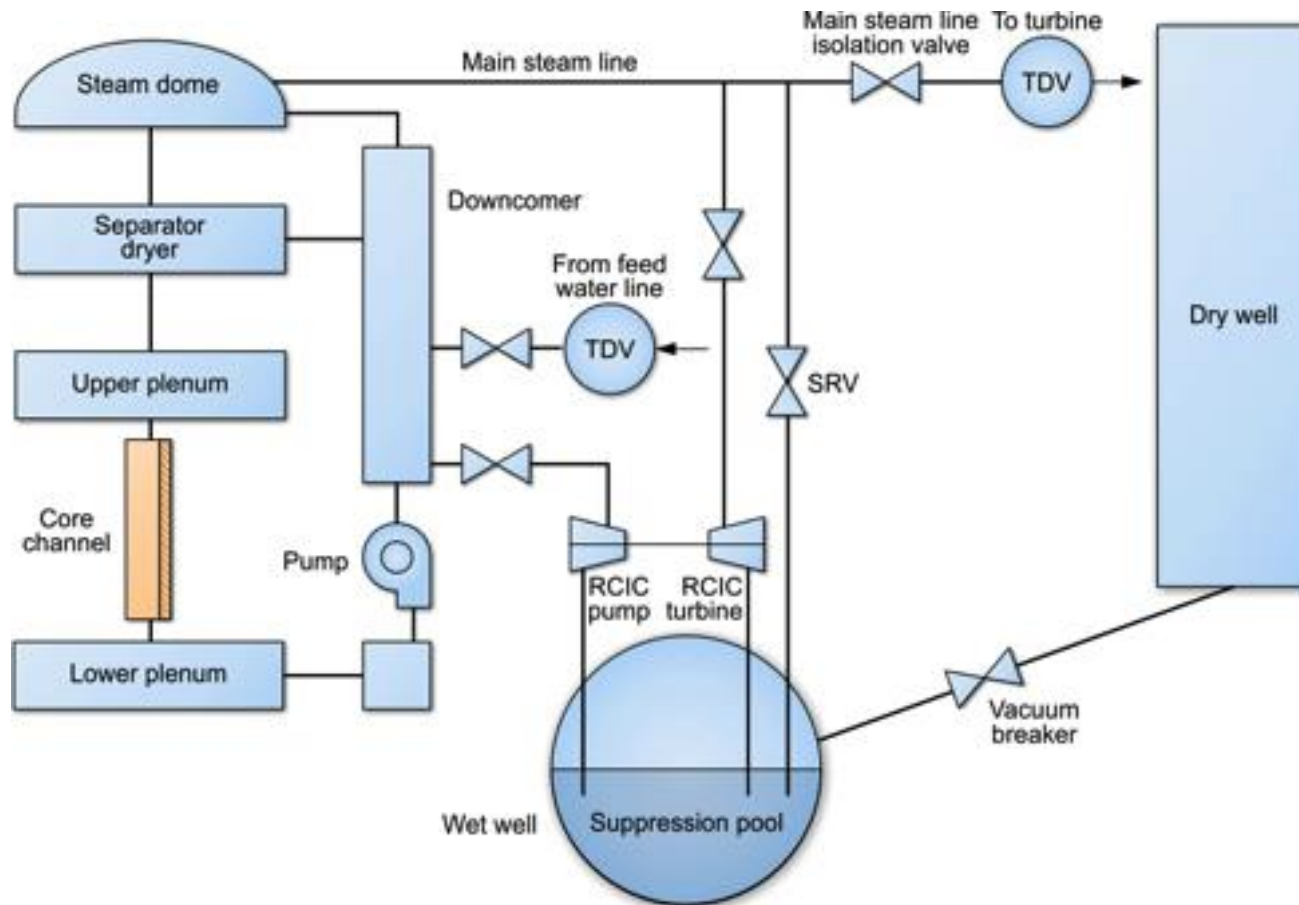 Main steam line
isolation valve
To turbine
TDV
Main steam line
Steam dome
Downcomer
Separator
dryer
From feed
water line
TDV
Dry well
Upper plenum
SRV
Core
channel
Pump
RCIC
pump
RCIC
turbine
Lower plenum
Vacuum
breaker
Wet well
Suppression pool